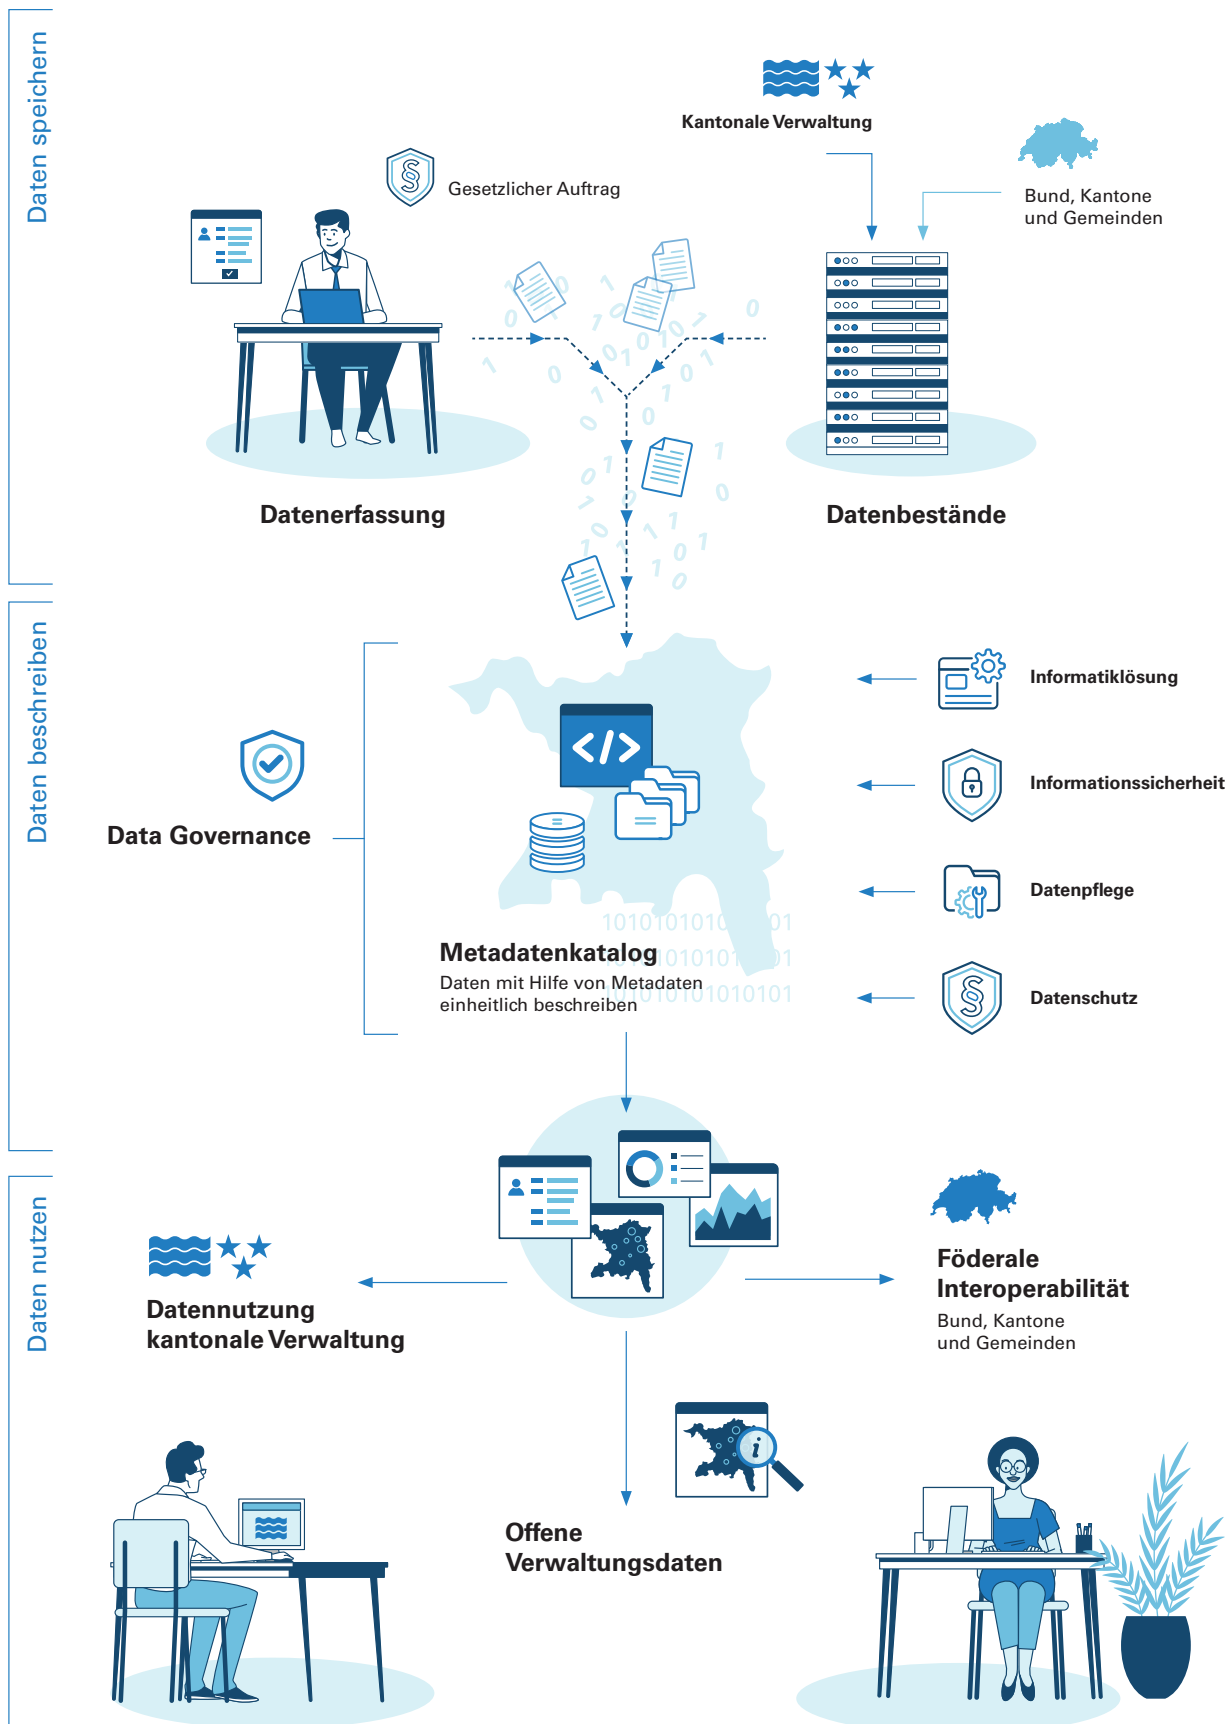 Daten speichern
Kantonale Verwaltung
Bund, Kantone
und Gemeinden
§
Gesetzlicher Auftrag
Datenerfassung
Datenbestände
Daten beschreiben
Data Governance
</>
Informatiklösung
Informationssicherheit
Datenpflege
§
Datenschutz
Metadatenkatalog
Daten mit Hilfe von Metadaten
einheitlich beschreiben
Daten nutzen
Datennutzung
kantonale Verwaltung
Föderale
Interoperabilität
Bund, Kantone
und Gemeinden
i
Offene
Verwaltungsdaten